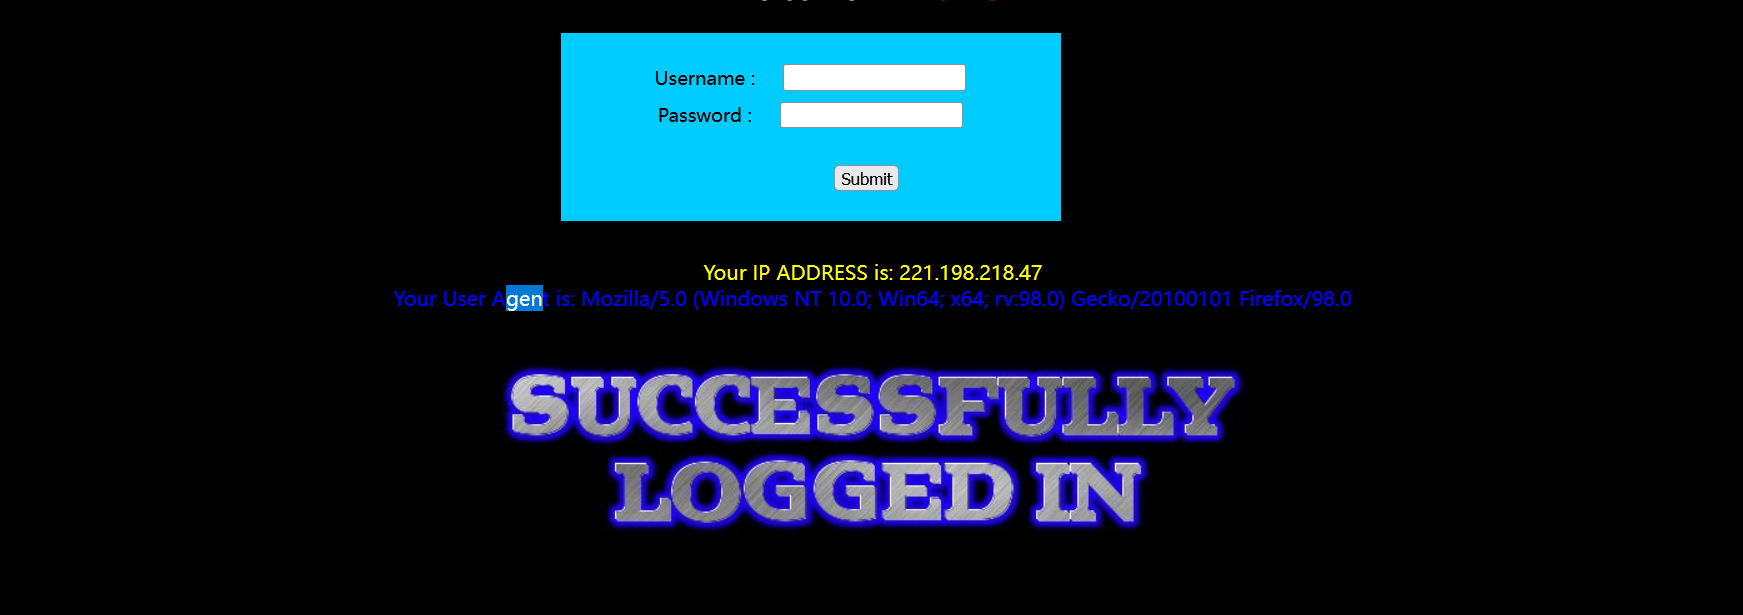 Username :
Password :
Submit
Your IP ADDRESS is: 221.198.218.47
Your User Agent is: Mozilla/5.0 (Windows NT 10.0; Win64; x64; rv:98.0) Gecko/20100101 Firefox/98.0
SUCCESSFULLY
LOGGED IN